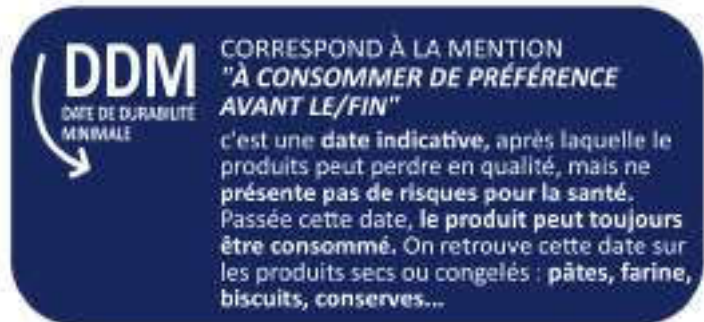 DDM
DATE DE DURABILITÉ
MINIMALE
CORRESPOND À LA MENTION
"À CONSOMMER DE PRÉFÉRENCE
AVANT LE/FIN"
c'est une date indicative, après laquelle le
produits peut perdre en qualité, mais ne
présente pas de risques pour la santé.
Passée cette date, le produit peut toujours
être consommé. On retrouve cette date sur
les produits secs ou congelés : pâtes, farine,
biscuits, conserves...